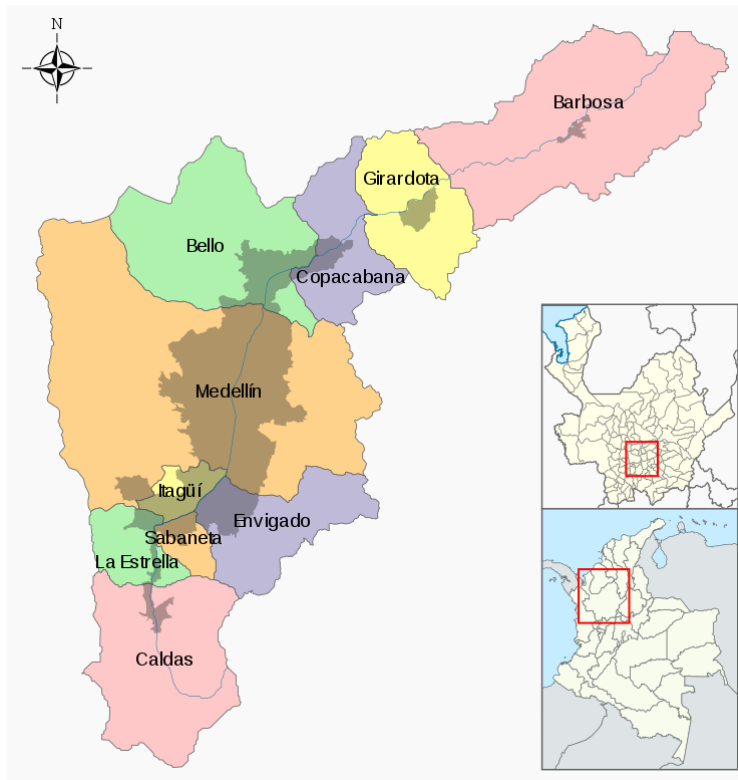 N
Barbosa
Girardota
Bello
Copacabana
Medellín
Itagüí
Envigado
Sabaneta
La Estrella
Caldas